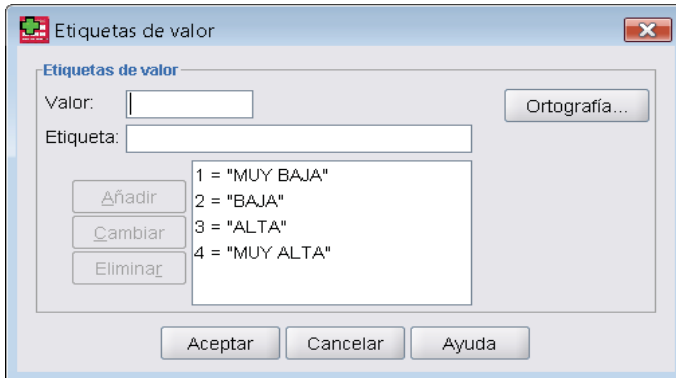 Etiquetas de valor
Etiquetas de valor
Valor:
Ortografía...
Etiqueta:
1 = "MUY BAJA"
2 = "BAJA"
3 = "ALTA"
4 = "MUY ALTA"
Añadir
Cambiar
Eliminar
Aceptar Cancelar Ayuda